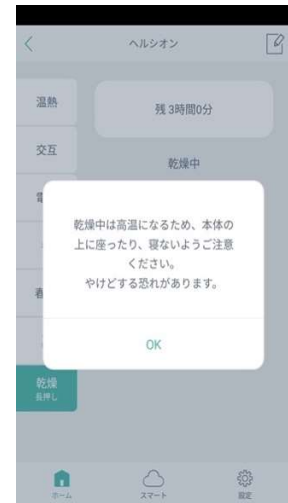 ヘルシオン
温熱
残 3時間0分
交互
乾燥中
乾燥中は高温になるため、本体の
上に座ったり、寝ないようご注意
ください。
やけどする恐れがあります。
OK
乾燥
長押し
ホーム
スマート
設定